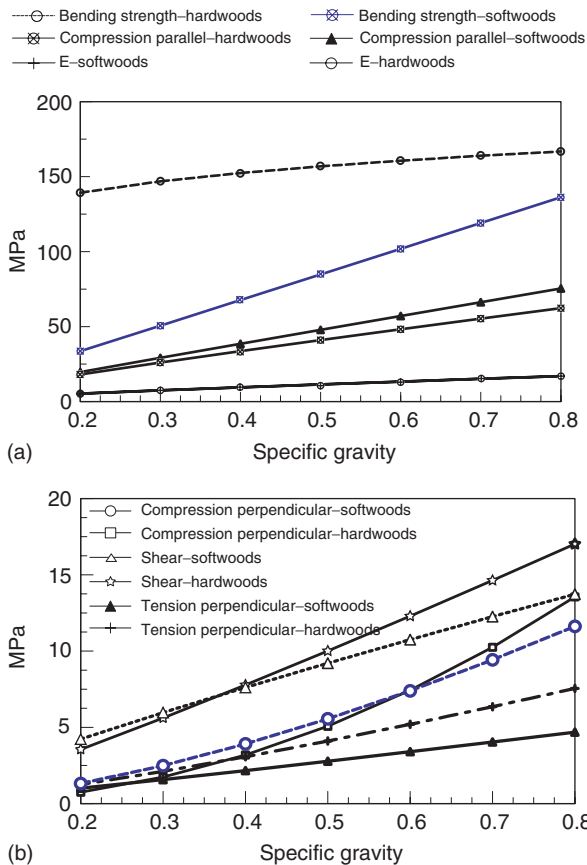 Bending strength–hardwoods
Bending strength–softwoods
Compression parallel–hardwoods
Compression parallel–softwoods
E–softwoods
E–hardwoods
200
150
100
50
0
MPa
0.2 0.3 0.4 0.5 0.6 0.7 0.8
Specific gravity
(a)
20
15
10
5
0
MPa
Compression perpendicular–softwoods
Compression perpendicular–hardwoods
Shear–softwoods
Shear–hardwoods
Tension perpendicular–softwoods
Tension perpendicular–hardwoods
0.2 0.3 0.4 0.5 0.6 0.7 0.8
Specific gravity
(b)